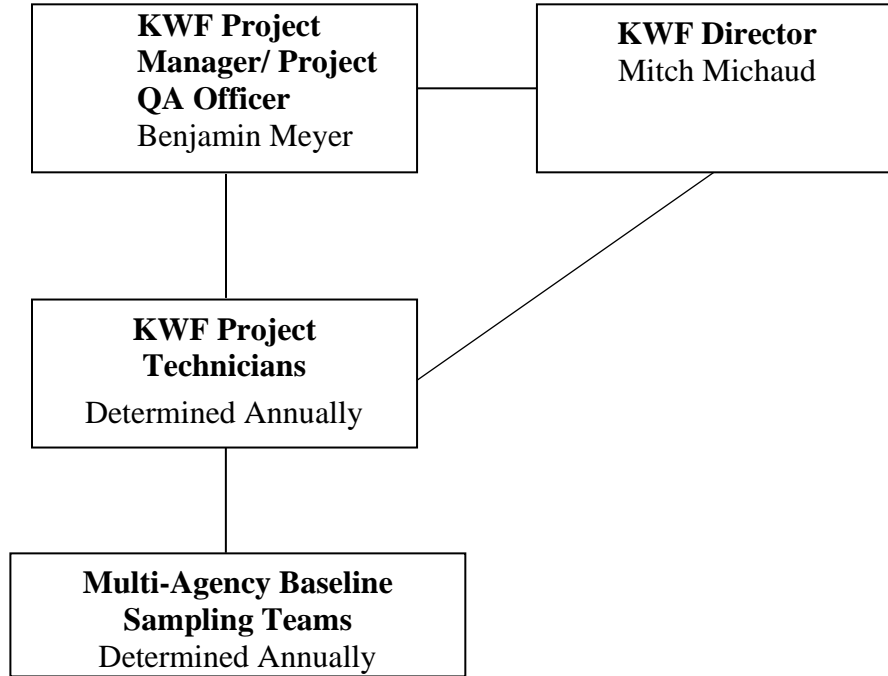 KWF Project
Manager/ Project
QA Officer
Benjamin Meyer
KWF Director
Mitch Michaud
KWF Project
Technicians
Determined Annually
Multi-Agency Baseline
Sampling Teams
Determined Annually